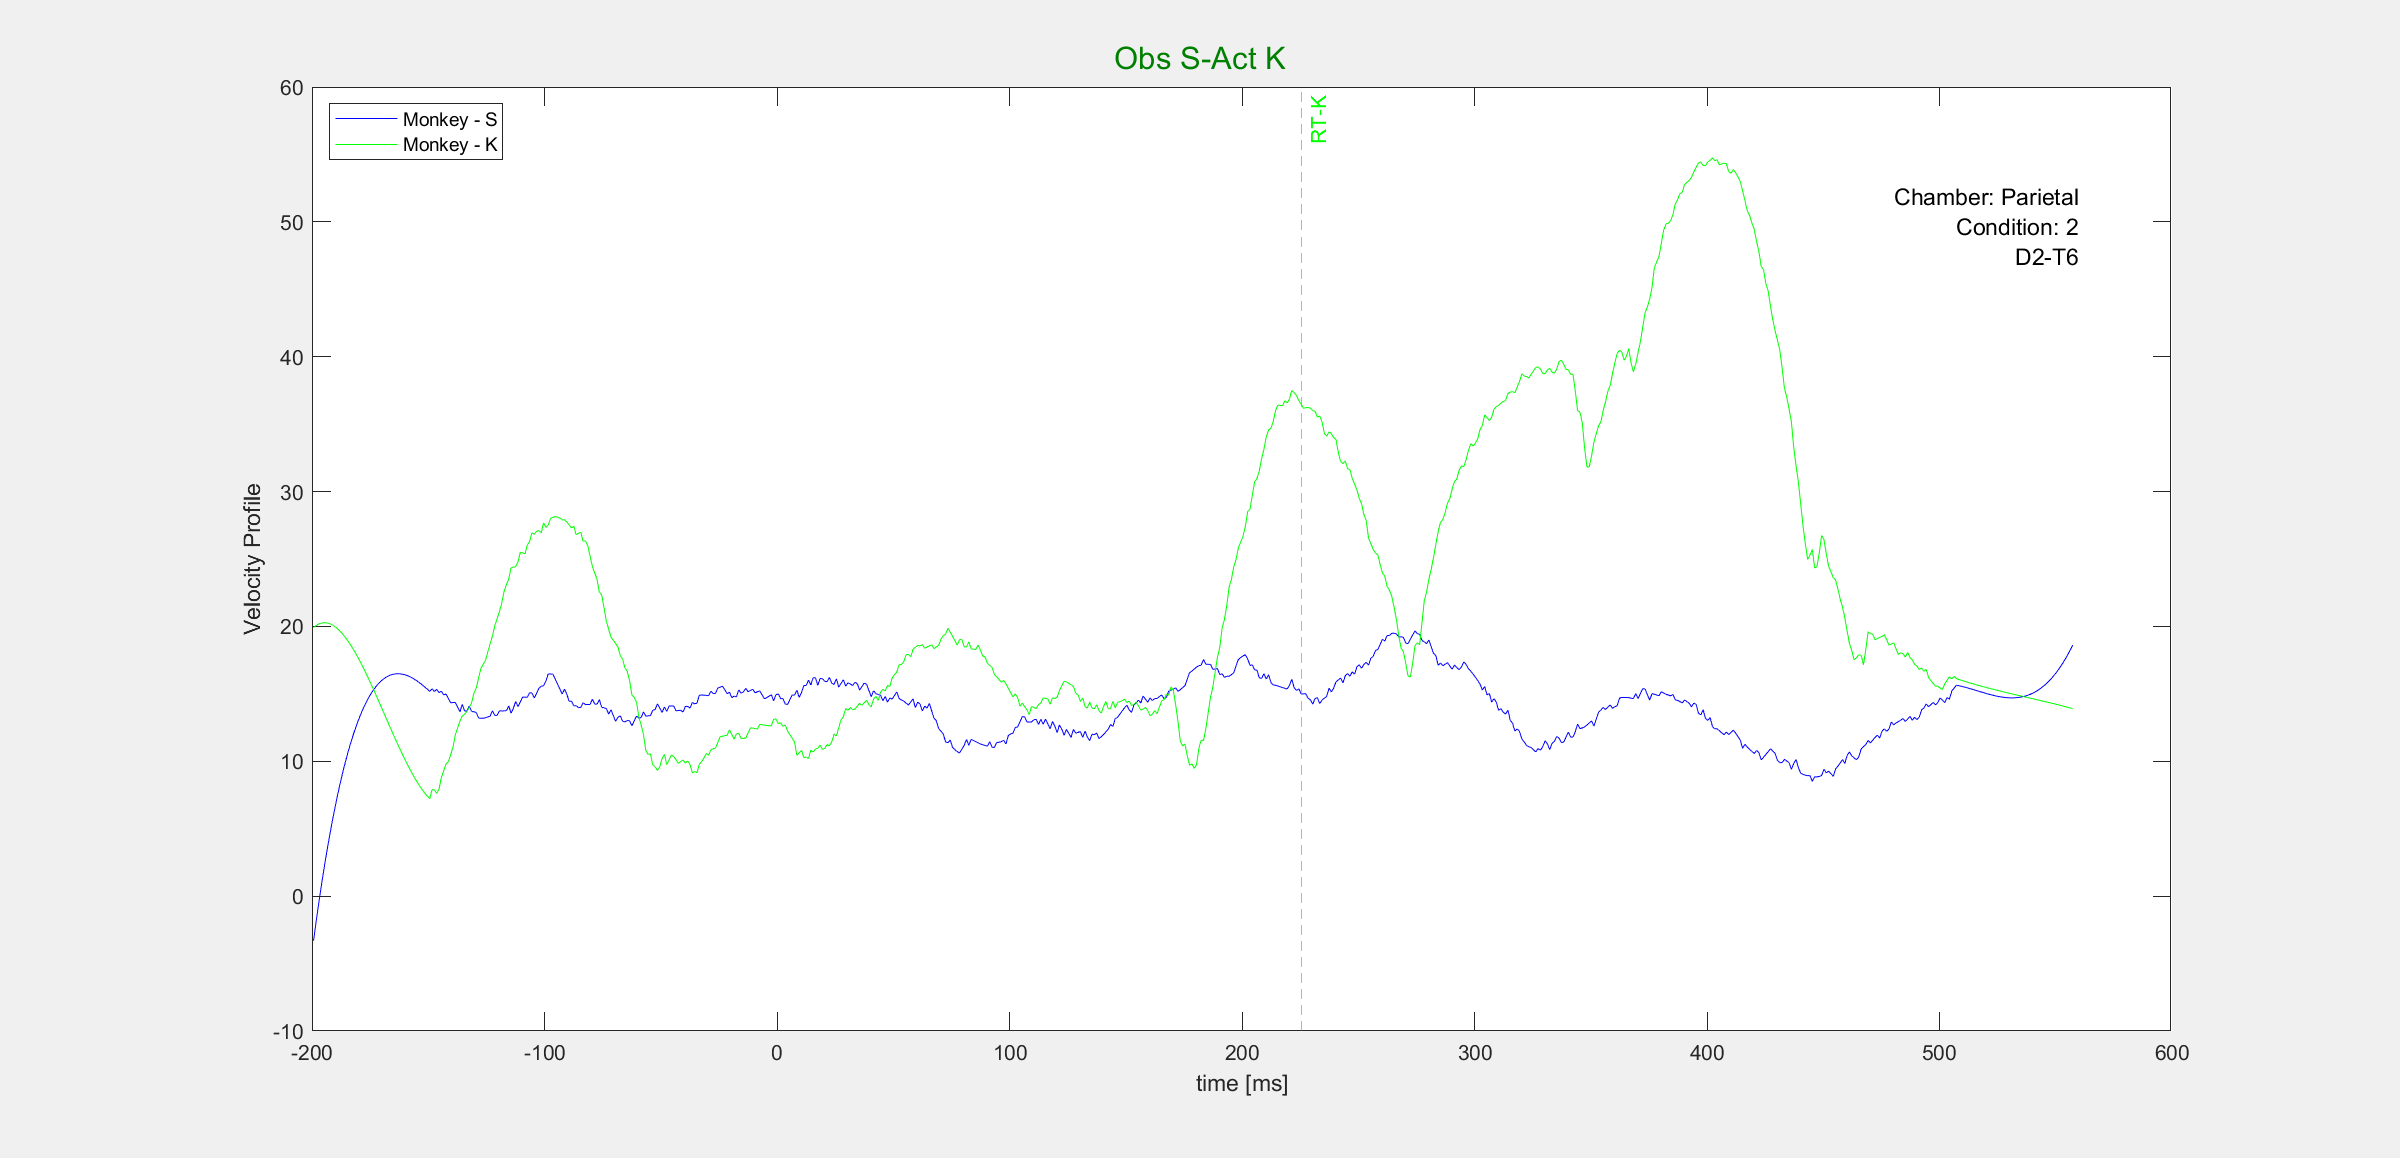 Obs S-Act K
60
50
40
30
20
10
0
-10
Velocity Profile
Monkey - S
Monkey - K
RT-K
Chamber: Parietal
Condition: 2
D2-T6
-200 -100 0 100 200 300 400 500 600
time [ms]